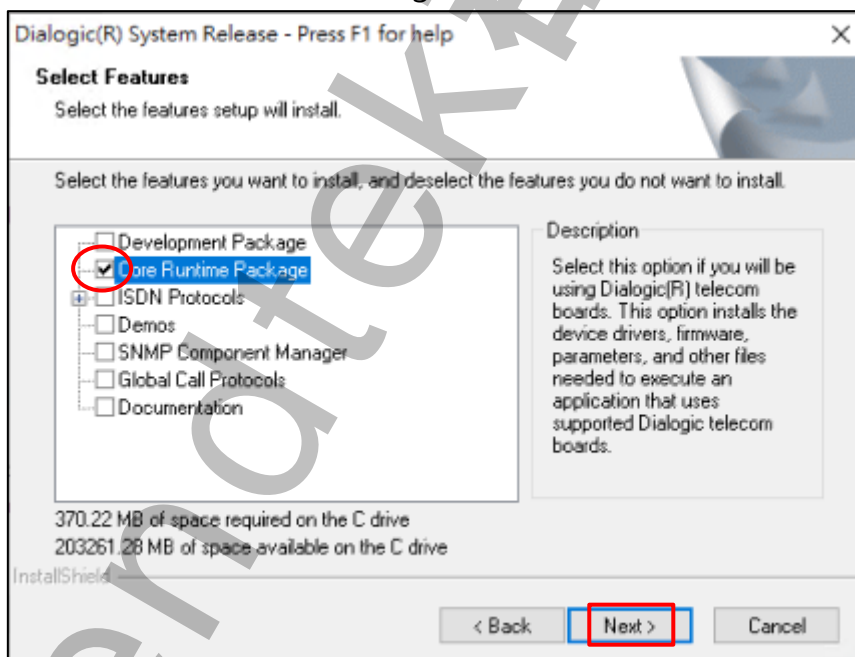 Dialogic(R) System Release - Press F1 for help
Select Features
Select the features setup will install.
Select the features you want to install, and deselect the features you do not want to install.
Development Package
Core Runtime Package
ISDN Protocols
Demos
SNMP Component Manager
Global Call Protocols
Documentation
Description
Select this option if you will be
using Dialogic(R) telecom
boards. This option installs the
device drivers, firmware,
parameters, and other files
needed to execute an
application that uses
supported Dialogic telecom
boards.
370.22 MB of space required on the C drive
203261.28 MB of space available on the C drive
InstallShield
< Back
Next >
Cancel